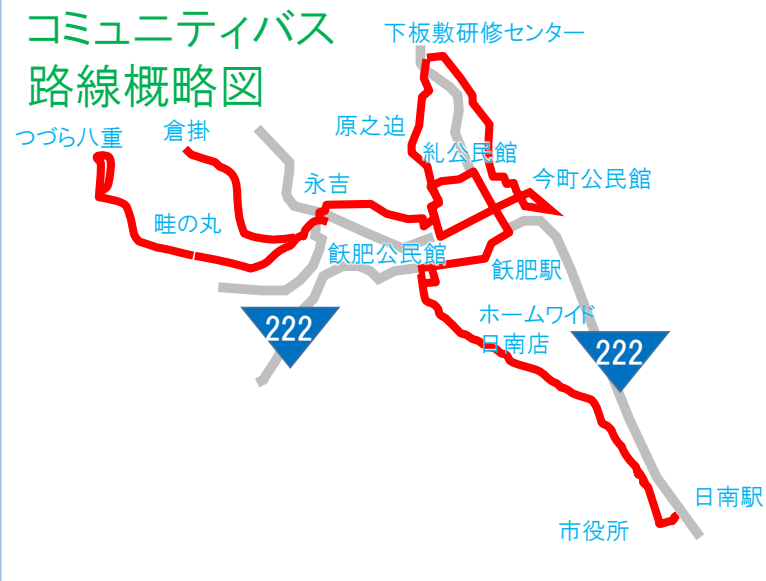 コミュニティバス
路線概略図
下板敷研修センター
つづら八重
倉掛
原之迫
糺公民館
永吉
今町公民館
畦の丸
飫肥公民館
飫肥駅
ホームワイド
日南店
222
222
日南駅
市役所